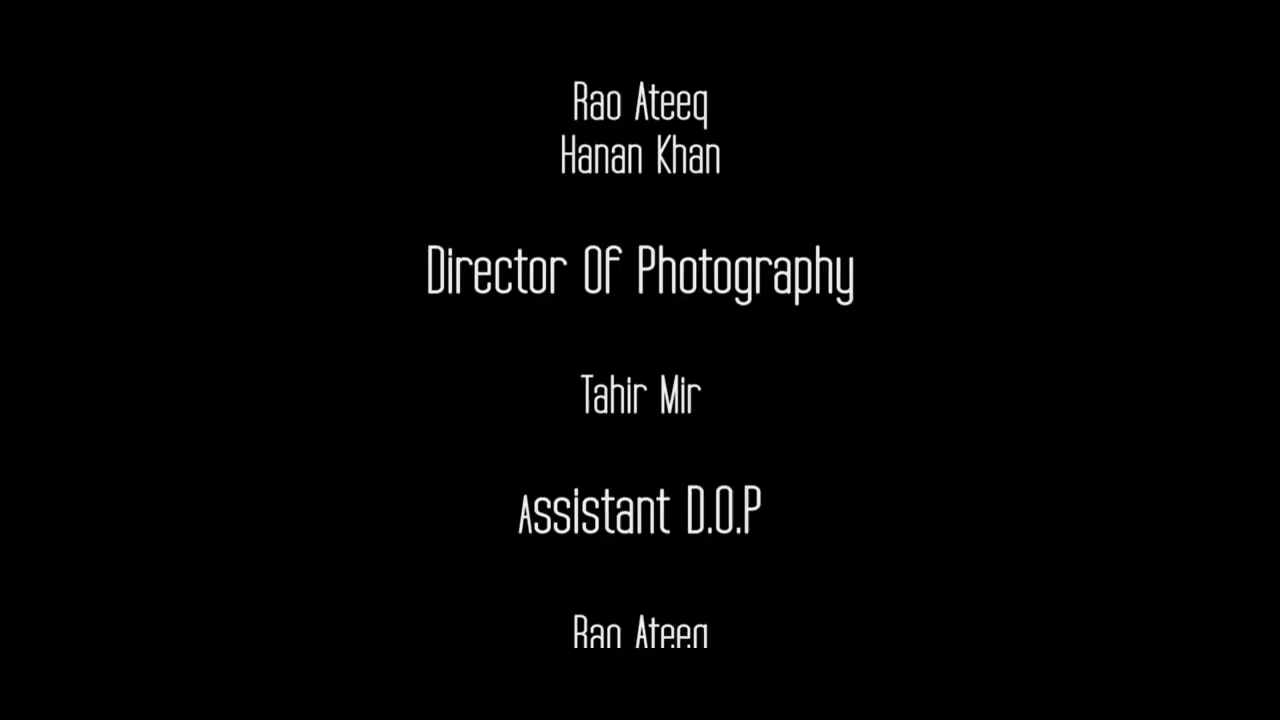 Rao Ateeq
Hanan Khan
Director Of Photography
Tahir Mir
Assistant D.O.P
Rao Ateeq